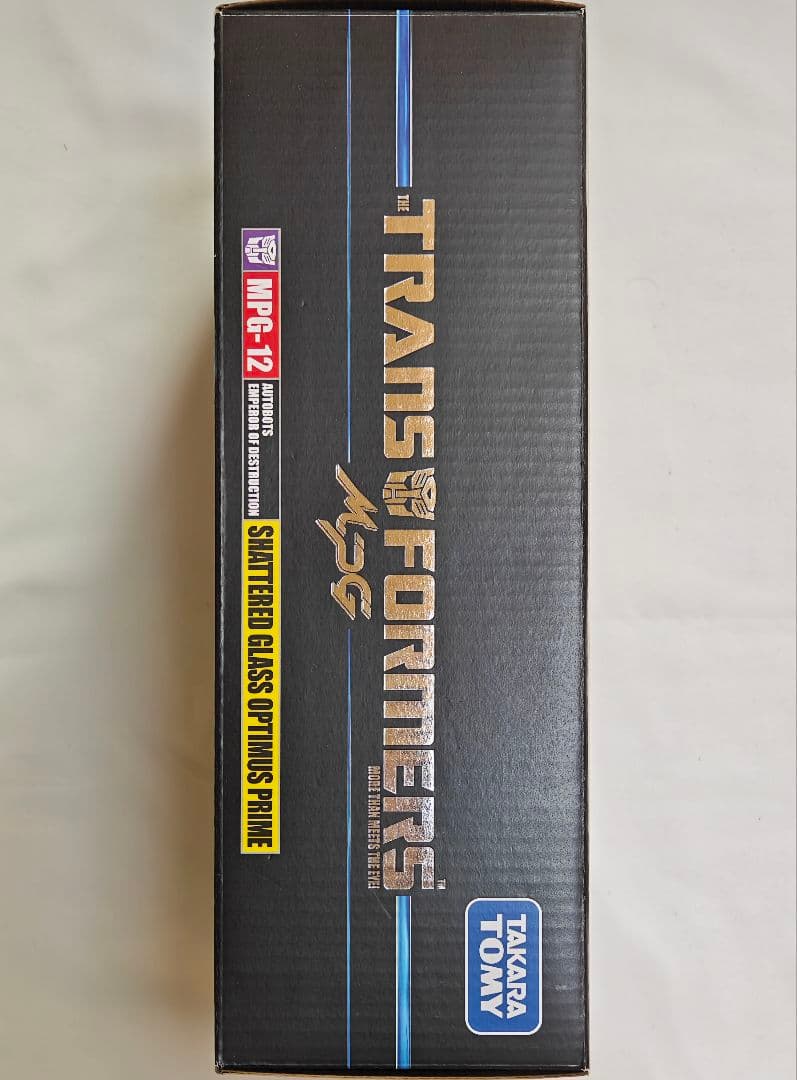 TAKARA
TOMY
THE
TRANSFORMERS™
MORE THAN MEETS THE EYE!
MPG
MPG-12
AUTOBOTS
EMPEROR OF DESTRUCTION
SHATTERED GLASS OPTIMUS PRIME